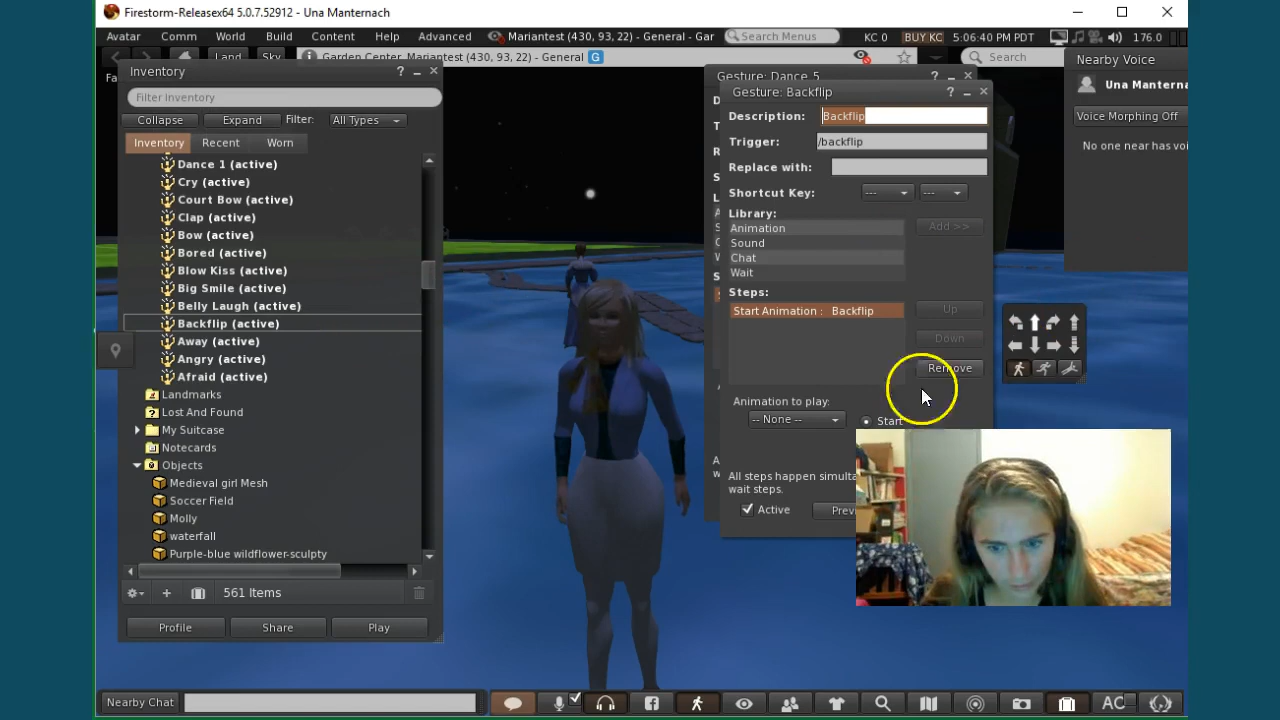 Firestorm-Releasex64 5.0.7.52912 - Una Manternach
Avatar Comm World Build Content Help Advanced Mariantest (430, 93, 22) - General - Gar Search Menus KC 0 BUY KC 5:06:40 PM PDT 176.0
Land Sky Garden Center, Mariantest (430, 93, 22) - General G Search
Nearby Voice
Una Manterna
Voice Morphing Off
No one near has voi
Fa
Inventory ?
Filter Inventory
Collapse Expand Filter: All Types
Inventory Recent Worn
Dance 1 (active)
Cry (active)
Court Bow (active)
Clap (active)
Bow (active)
Bored (active)
Blow Kiss (active)
Big Smile (active)
Belly Laugh (active)
Backflip (active)
Away (active)
Angry (active)
Afraid (active)
Landmarks
Lost And Found
My Suitcase
Notecards
Objects
Medieval girl Mesh
Soccer Field
Molly
waterfall
Purple-blue wildflower-sculpty
561 Items
Profile Share Play
Gesture: Dance 5 ?
Gesture: Backflip ?
Description: Backflip
Trigger: /backflip
Replace with:
Shortcut Key: --- ---
Library:
Animation
Add >>
Sound
Chat
Wait
Steps:
Start Animation : Backflip
Up
Down
Remove
Animation to play:
-- None -- Start
All steps happen simulta
wait steps.
Active Previ
Nearby Chat
AC